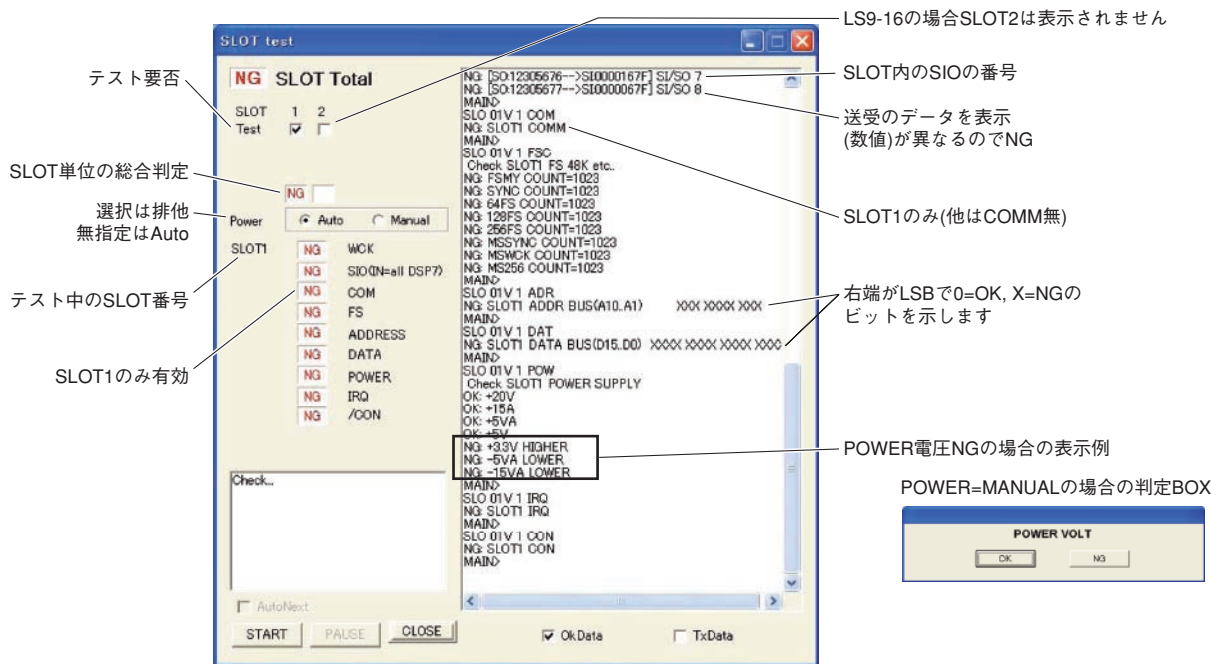 LS9-16の場合SLOT2は表示されません
SLOT test
テスト要否
NG SLOT Total
SLOT 1 2
Test
SLOT単位の総合判定
NG
選択は排他
無指定はAuto
Power Auto Manual
SLOT1
NG WCK
NG SIO(IN=all DSP7)
NG COM
NG FS
NG ADDRESS
NG DATA
NG POWER
NG IRQ
NG /CON
テスト中のSLOT番号
SLOT1のみ有効
Check...
AutoNext
START PAUSE CLOSE
NG: [SO:12305676-->SI0000167F] SI/SO 7
NG: [SO:12305677-->SI0000067F] SI/SO 8
MAIN>
SLO 01V 1 COM
NG: SLOT1 COMM
MAIN>
SLO 01V 1 FSC
Check SLOT1 FS 48K etc..
NG: FSMY COUNT=1023
NG: SYNC COUNT=1023
NG: 64FS COUNT=1023
NG: 128FS COUNT=1023
NG: 256FS COUNT=1023
NG: MSSYNC COUNT=1023
NG: MSWCK COUNT=1023
NG: MS256 COUNT=1023
MAIN>
SLO 01V 1 ADR
NG: SLOT1 ADDR BUS(A10..A1) XXX XXXX XXX
MAIN>
SLO 01V 1 DAT
NG: SLOT1 DATA BUS(D15..D0) XXXX XXXX XXXX XXXX
MAIN>
SLO 01V 1 POW
Check SLOT1 POWER SUPPLY
OK: +20V
OK: +15A
OK: +5VA
OK: +5V
NG: +3.3V HIGHER
NG: -5VA LOWER
NG: -15VA LOWER
MAIN>
SLO 01V 1 IRQ
NG: SLOT1 IRQ
MAIN>
SLO 01V 1 CON
NG: SLOT1 CON
MAIN>
OkData TxData
SLOT内のSIOの番号
送受のデータを表示
(数値)が異なるのでNG
SLOT1のみ(他はCOMM無)
右端がLSBで0=OK, X=NGの
ビットを示します
POWER電圧NGの場合の表示例
POWER=MANUALの場合の判定BOX
POWER VOLT
OK NG